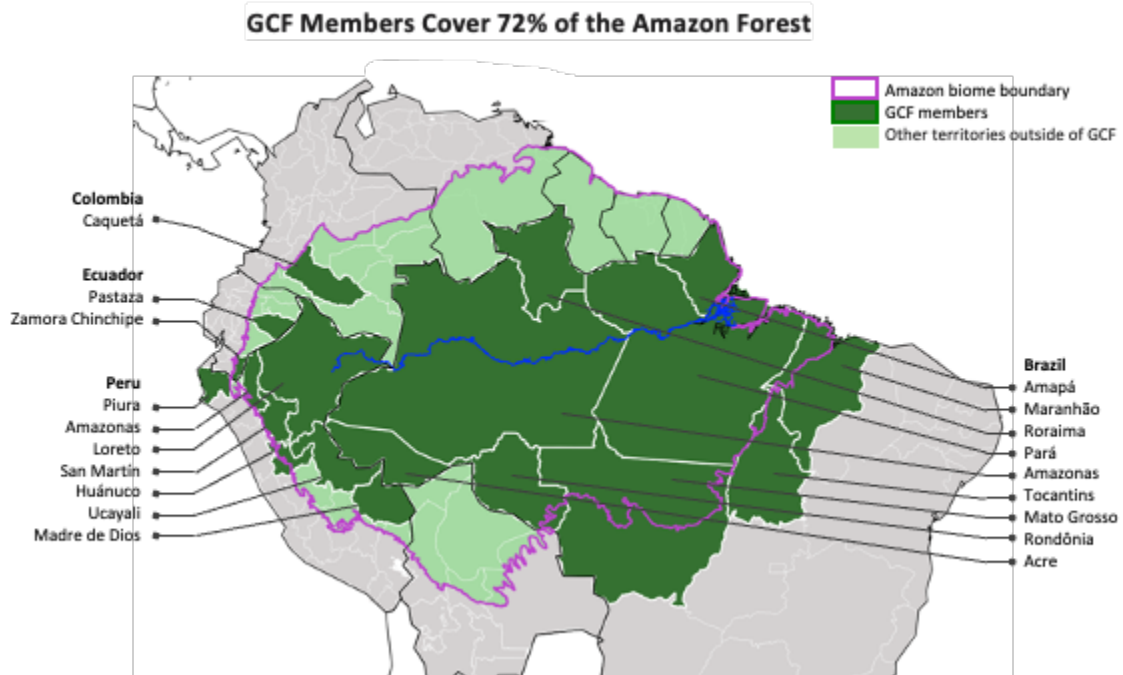 GCF Members Cover 72% of the Amazon Forest
Amazon biome boundary
GCF members
Other territories outside of GCF
Colombia
Caquetá
Ecuador
Pastaza
Zamora Chinchipe
Peru
Piura
Amazonas
Loreto
San Martin
Huánuco
Ucayali
Madre de Dios
Brazil
Amapá
Maranhão
Roraima
Pará
Amazonas
Tocantins
Mato Grosso
Rondônia
Acre